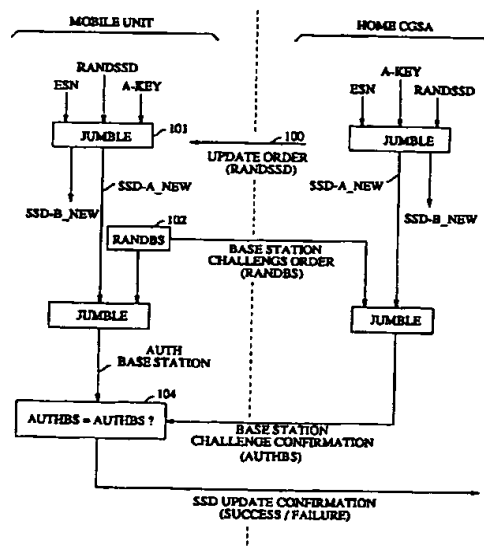 MOBILE UNIT
HOME CGSA
RANDSSD
ESN
A-KEY
JUMBLE
101
100
UPDATE ORDER
(RANDSSD)
A-KEY
ESN
RANDSSD
JUMBLE
SSD-A_NEW
SSD-B_NEW
SSD-A_NEW
SSD-B_NEW
102
RANDBS
BASE STATION
CHALLENGS ORDER
(RANDBS)
JUMBLE
JUMBLE
AUTH
BASE STATION
104
AUTHBS = AUTHBS ?
BASE STATION
CHALLENGE CONFIRMATION
(AUTHBS)
SSD UPDATE CONFIRMATION
(SUCCESS / FAILURE)